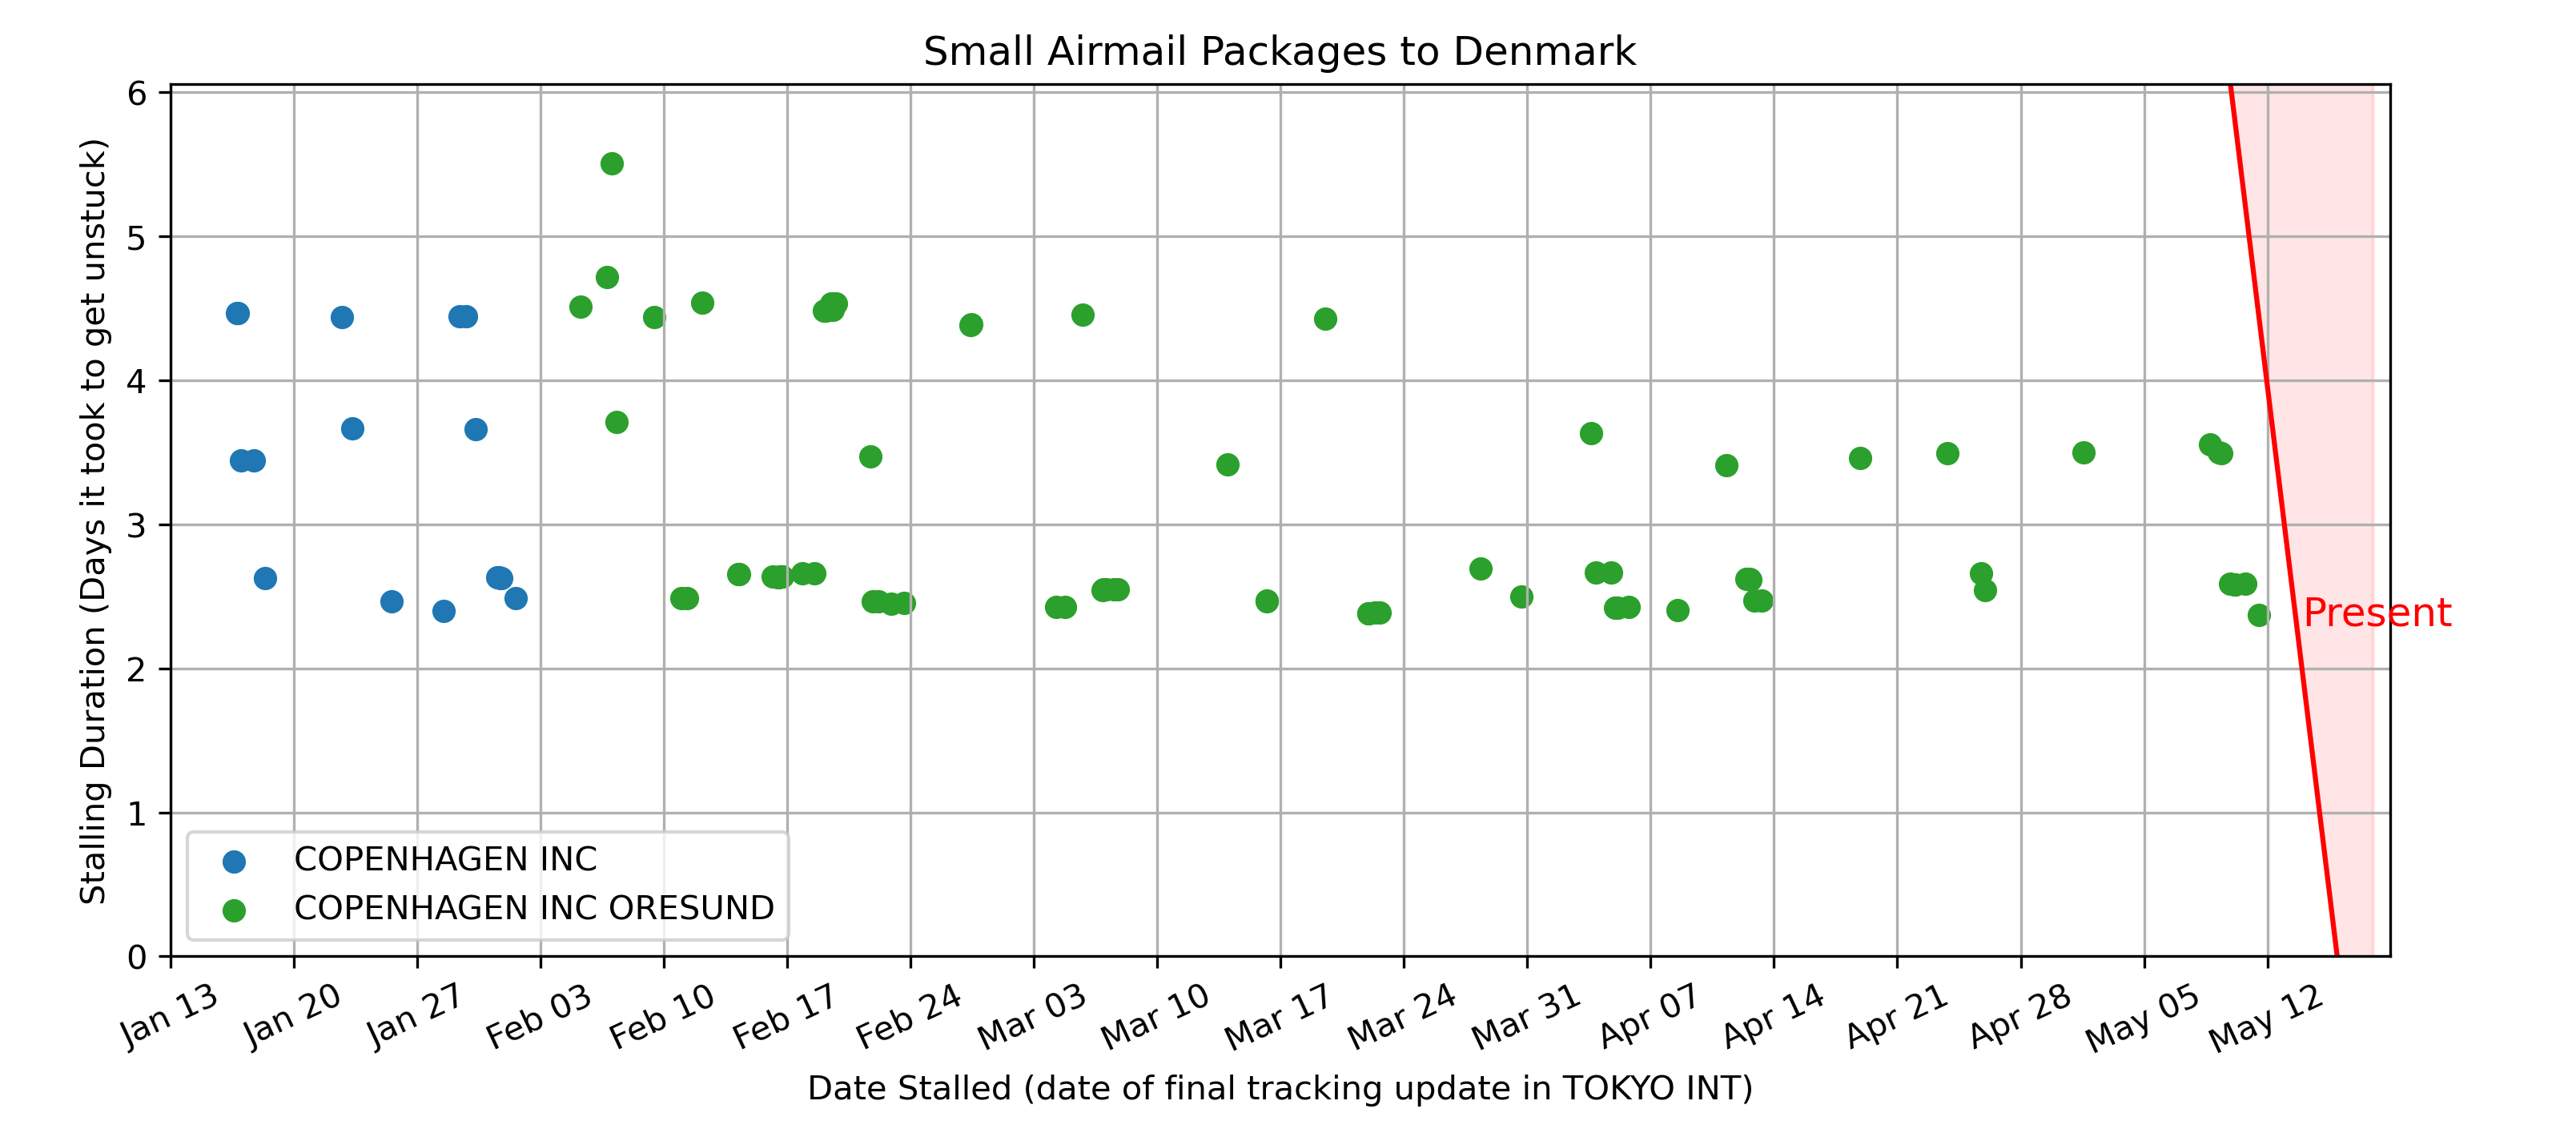 Small Airmail Packages to Denmark
Stalling Duration (Days it took to get unstuck)
6
5
4
3
2
1
0
Present
COPENHAGEN INC
COPENHAGEN INC ORESUND
Jan 13
Jan 20
Jan 27
Feb 03
Feb 10
Feb 17
Feb 24
Mar 03
Mar 10
Mar 17
Mar 24
Mar 31
Apr 07
Apr 14
Apr 21
Apr 28
May 05
May 12
Date Stalled (date of final tracking update in TOKYO INT)